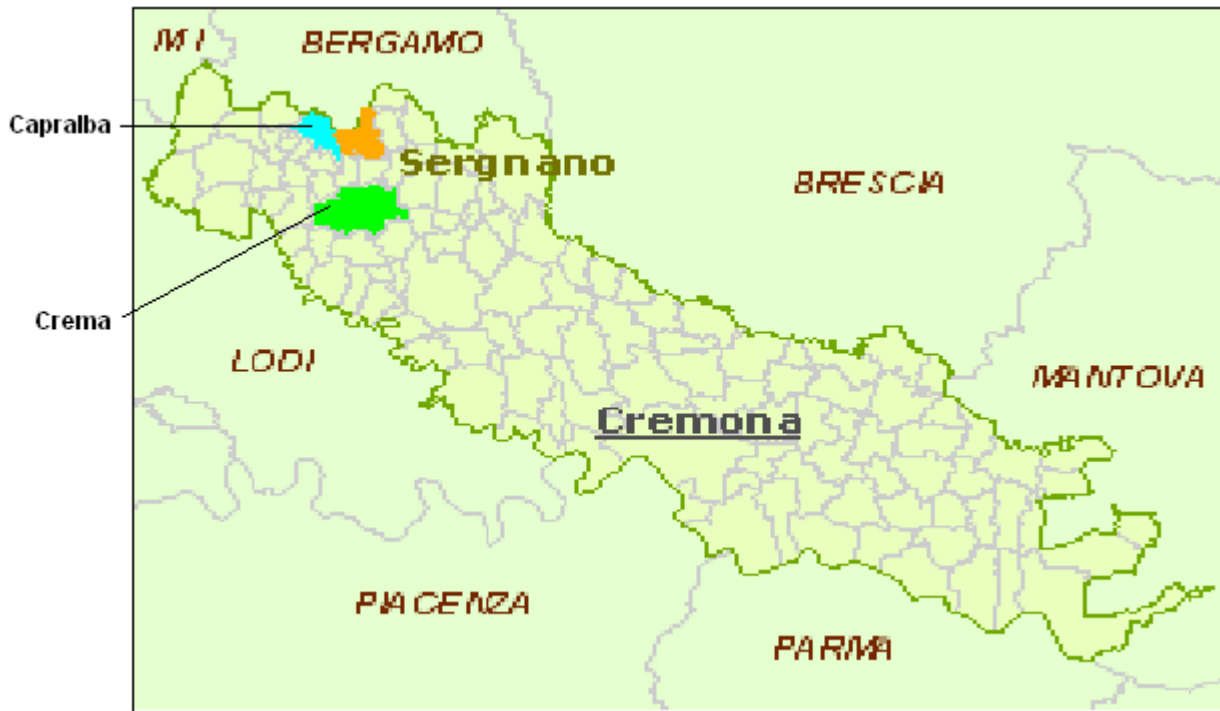 MI
BERGAMO
Capralba
Sergnano
BRESCIA
Crema
LODI
MANTOVA
Cremona
PIACENZA
PARMA